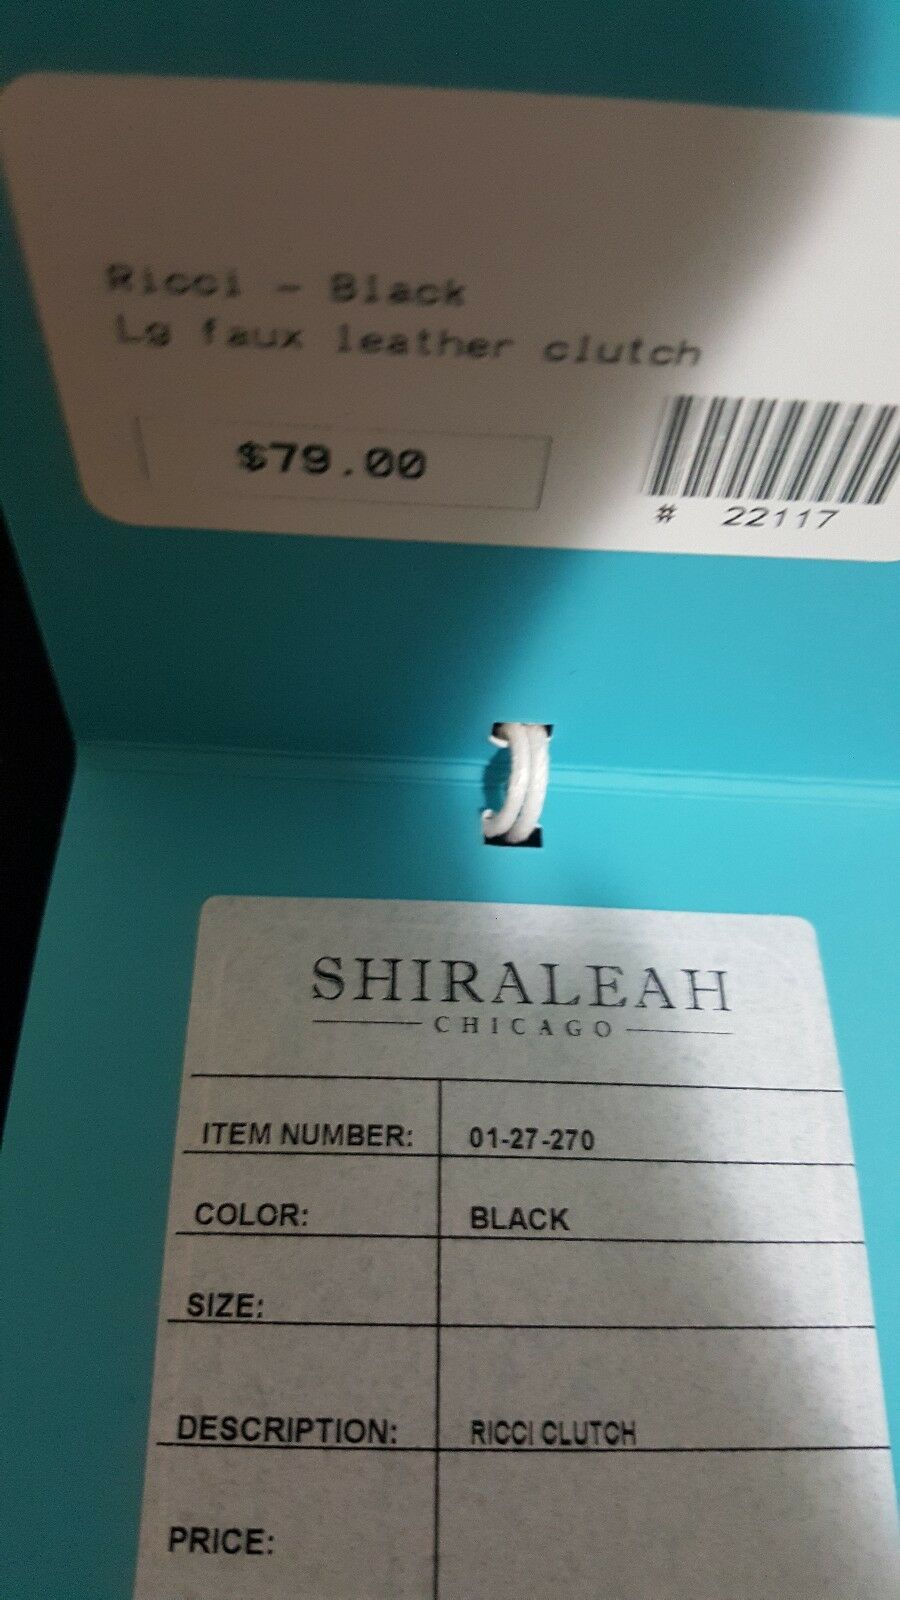 Ricci - Black
Lg faux leather clutch
$79.00
# 22117
SHIRALEAH
CHICAGO
ITEM NUMBER: 01-27-270
COLOR: BLACK
SIZE:
DESCRIPTION: RICCI CLUTCH
PRICE: